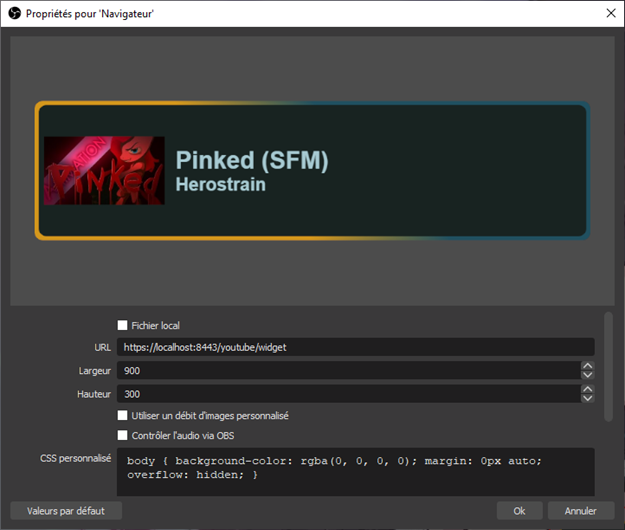 Propriétés pour 'Navigateur'
Pinked
Pinked (SFM)
Herostrain
Fichier local
URL https://localhost:8443/youtube/widget
Largeur 900
Hauteur 300
Utiliser un débit d'images personnalisé
Contrôler l'audio via OBS
CSS personnalisé body { background-color: rgba(0, 0, 0, 0); margin: 0px auto;
overflow: hidden; }
Valeurs par défaut Ok Annuler